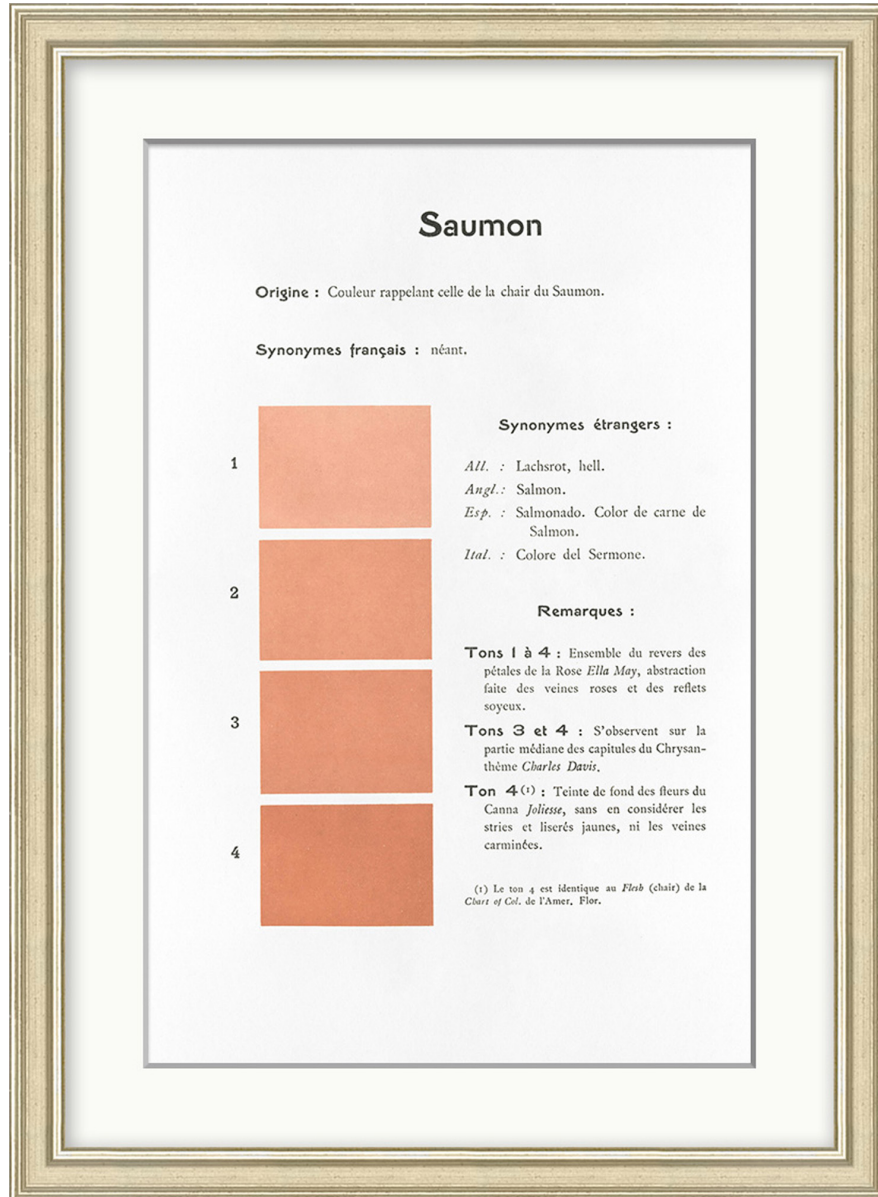 Saumon
Origine : Couleur rappelant celle de la chair du Saumon.
Synonymes français : néant.
1
2
3
4
Synonymes étrangers :
All. : Lachsrot, hell.
Angl.: Salmon.
Esp. : Salmonado. Color de carne de
Salmon.
Ital. : Colore del Sermone.
Remarques :
Tons 1 à 4 : Ensemble du revers des
pétales de la Rose Ella May, abstraction
faite des veines roses et des reflets
soyeux.
Tons 3 et 4 : S'observent sur la
partie médiane des capitules du Chrysan-
thème Charles Davis.
Ton 4(1) : Teinte de fond des fleurs du
Canna Joliesse, sans en considérer les
stries et liserés jaunes, ni les veines
carminées.
(1) Le ton 4 est identique au Flesh (chair) de la
Chart of Col. de l'Amer. Flor.